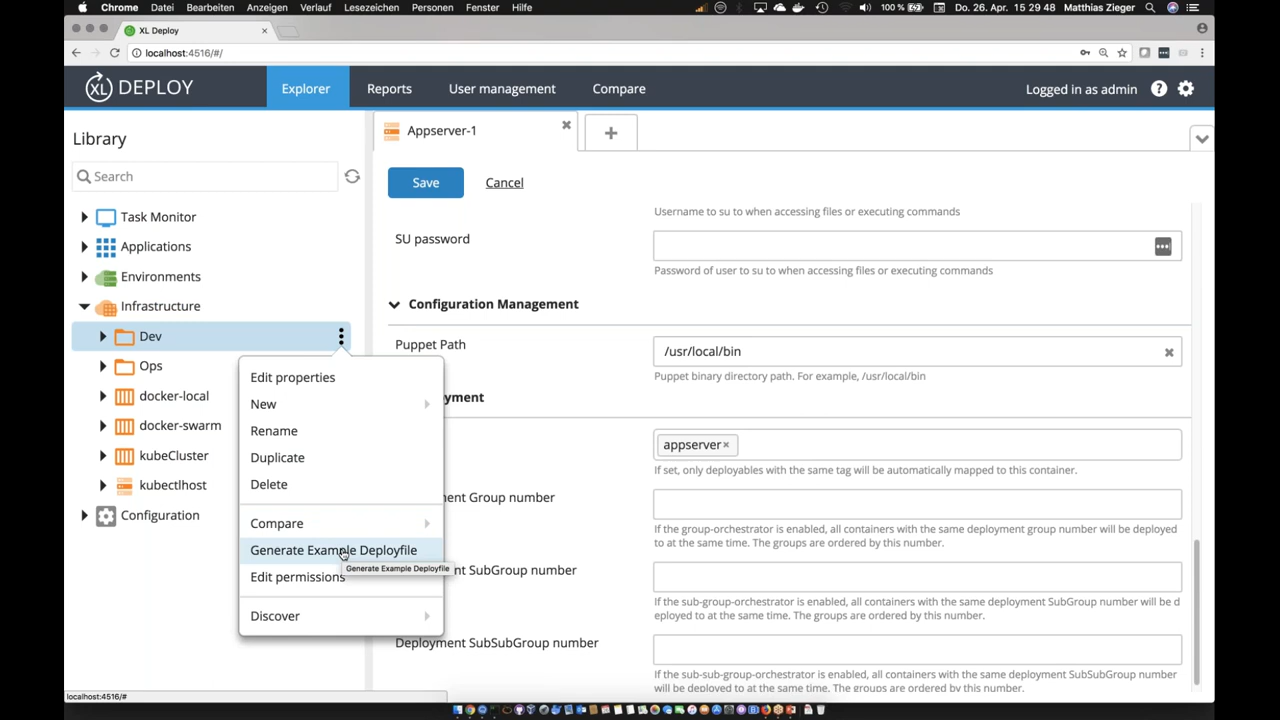 Chrome Datei Bearbeiten Anzeigen Verlauf Lesezeichen Personen Fenster Hilfe 100 % Do. 26. Apr. 15 29 48 Matthias Zieger
XL Deploy
localhost:4516/#/
XL DEPLOY Explorer Reports User management Compare Logged in as admin ?
Library
Search
Task Monitor
Applications
Environments
Infrastructure
Dev
Ops
docker-local
docker-swarm
kubeCluster
kubectlhost
Configuration
Edit properties
New
Rename
Duplicate
Delete
Compare
Generate Example Deployfile
Generate Example Deployfile
Edit permissions
Discover
Appserver-1
+
Save Cancel
Username to su to when accessing files or executing commands
SU password
Password of user to su to when accessing files or executing commands
Configuration Management
Puppet Path
/usr/local/bin
Puppet binary directory path. For example, /usr/local/bin
yment
appserver
If set, only deployables with the same tag will be automatically mapped to this container.
ment Group number
If the group-orchestrator is enabled, all containers with the same deployment group number will be deployed
to at the same time. The groups are ordered by this number.
nt SubGroup number
If the sub-group-orchestrator is enabled, all containers with the same deployment SubGroup number will be d
eployed to at the same time. The groups are ordered by this number.
Deployment SubSubGroup number
If the sub-sub-group-orchestrator is enabled, all containers with the same deployment SubSubGroup number
will be deployed to at the same time. The groups are ordered by this number.
localhost:4516/#